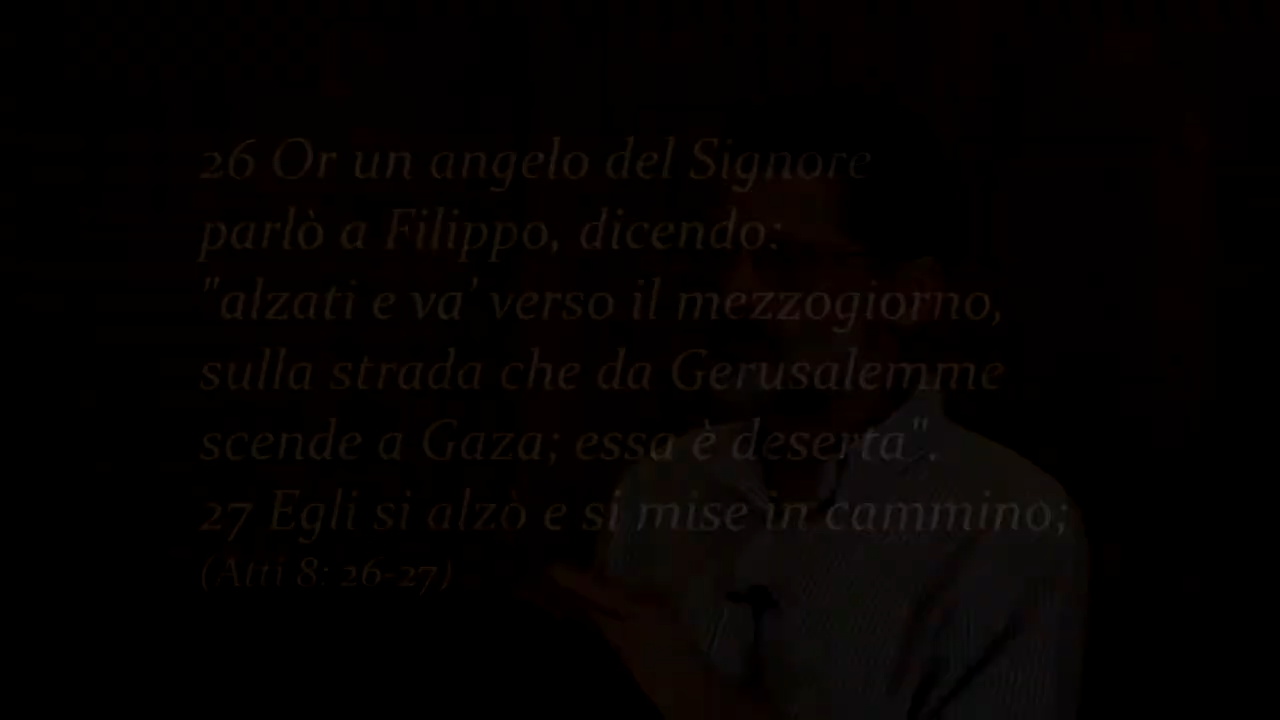 26 Or un angelo del Signore
parlò a Filippo, dicendo:
"alzati e va' verso il mezzogiorno,
sulla strada che da Gerusalemme
scende a Gaza; essa è deserta".
27 Egli si alzò e si mise in cammino;
(Atti 8: 26-27)